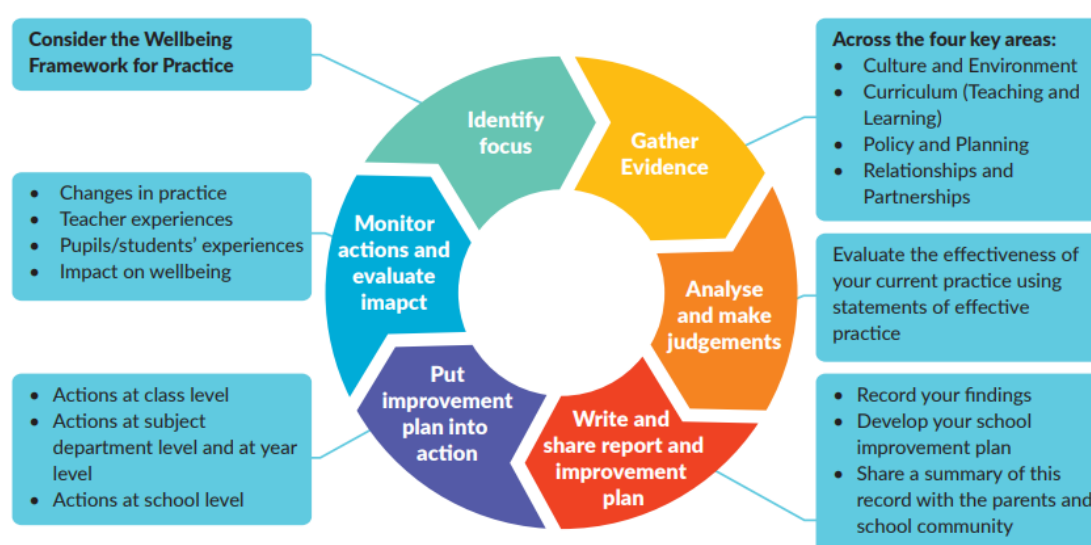 Consider the Wellbeing
Framework for Practice
Identify
focus
Gather
Evidence
Across the four key areas:
• Culture and Environment
• Curriculum (Teaching and
Learning)
• Policy and Planning
• Relationships and
Partnerships
• Changes in practice
• Teacher experiences
• Pupils/students' experiences
• Impact on wellbeing
Monitor
actions and
evaluate
imapct
Analyse
and make
judgements
Evaluate the effectiveness of
your current practice using
statements of effective
practice
• Actions at class level
• Actions at subject
department level and at year
level
• Actions at school level
Put
improvement
plan into
action
Write and
share report and
improvement
plan
• Record your findings
• Develop your school
improvement plan
• Share a summary of this
record with the parents and
school community